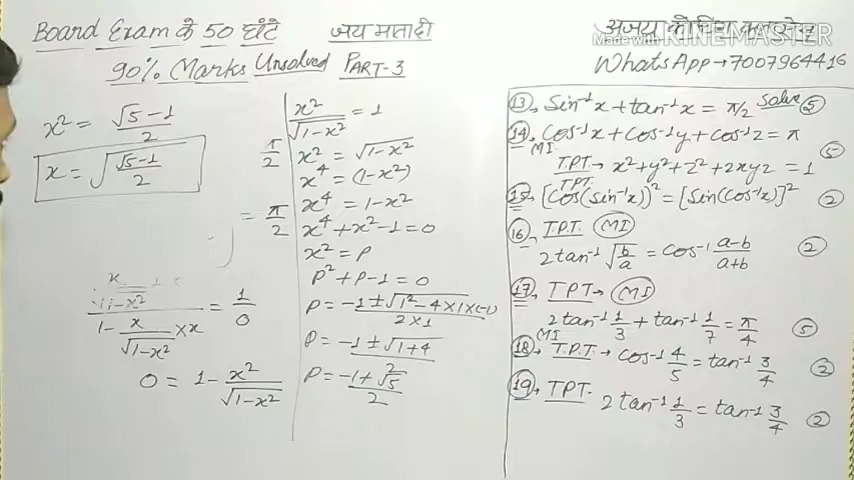 Board Exam के 50 घंटे
जय माता दी
90% Marks Unsolved PART-3
Made with KINEMASTER
WhatsApp→7007964416
x² = (√5-1)/2
x = √((√5-1)/2)
π/2
= π/2
= 1/0
1 - x/√(1-x²) × x
0 = 1 - x²/√(1-x²)
x²/√(1-x²) = 1
x² = √(1-x²)
x⁴ = (1-x²)
x⁴ = 1-x²
x⁴+x²-1=0
x² = p
p²+p-1=0
p = (-1±√(1²-4×1×(-1)))/(2×1)
p = (-1±√(1+4))/2
p = (-1+√5)/2
13, Sin⁻¹x + tan⁻¹x = π/2 Solve 5
14, Cos⁻¹x + Cos⁻¹y + Cos⁻¹z = π
MI T.P.T → x²+y²+z²+2xyz = 1 5
T.P.T
15, [Cos(Sin⁻¹x)]² = [Sin(Cos⁻¹x)]² 2
16, T.P.T MI
2tan⁻¹√(b/a) = Cos⁻¹ (a-b)/(a+b) 2
17, TPT→ MI
2tan⁻¹ 1/3 + tan⁻¹ 1/7 = π/4 5
MI
18, T.P.T → Cos⁻¹ 4/5 = tan⁻¹ 3/4 2
19, TPT- 2tan⁻¹ 1/3 = tan⁻¹ 3/4 2